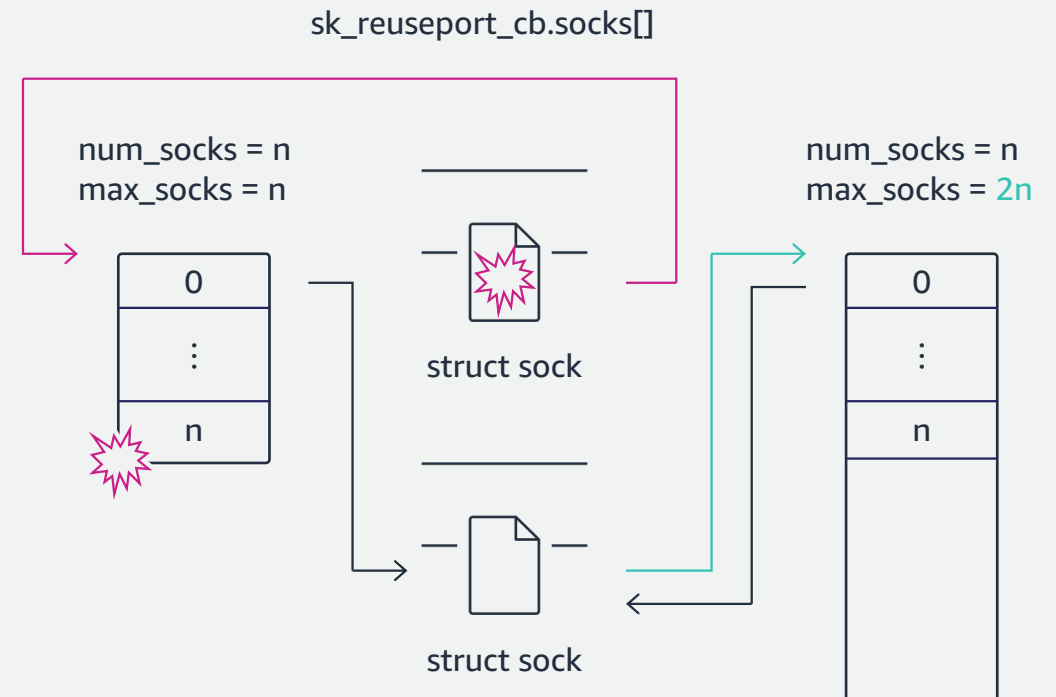 sk_reuseport_cb.socks[]
num_socks = n
max_socks = n
0
⋮
n
struct sock
struct sock
num_socks = n
max_socks = 2n
0
⋮
n